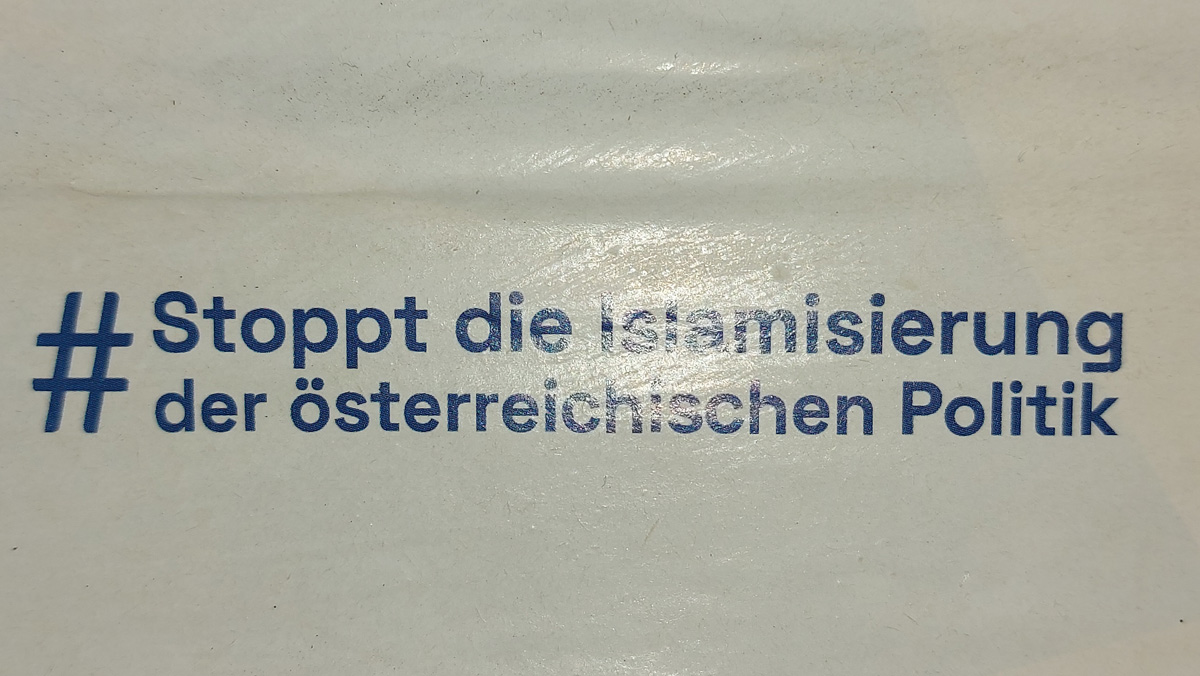 #Stoppt die Islamisierung
der österreichischen Politik